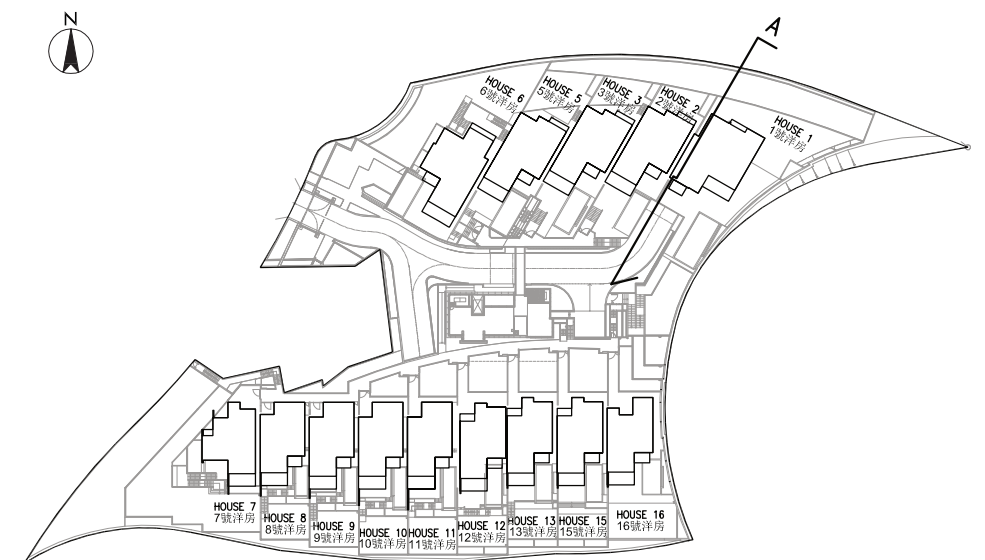 N
A
HOUSE 6
6號洋房
HOUSE 5
5號洋房
HOUSE 3
3號洋房
HOUSE 2
2號洋房
HOUSE 1
1號洋房
HOUSE 7
7號洋房
HOUSE 8
8號洋房
HOUSE 9
9號洋房
HOUSE 10
10號洋房
HOUSE 11
11號洋房
HOUSE 12
12號洋房
HOUSE 13
13號洋房
HOUSE 15
15號洋房
HOUSE 16
16號洋房